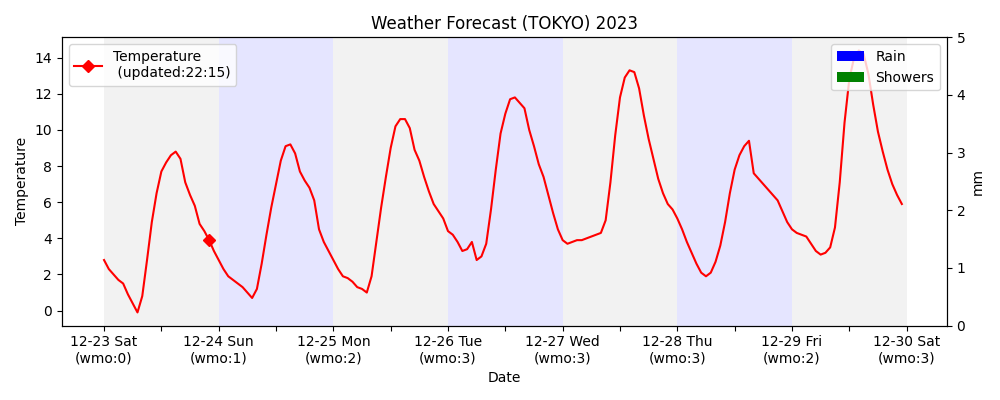 Weather Forecast (TOKYO) 2023
Temperature
(updated:22:15)
Rain
Showers
Temperature
14
12
10
8
6
4
2
0
5
4
3
2
1
0
mm
12-23 Sat
(wmo:0)
12-24 Sun
(wmo:1)
12-25 Mon
(wmo:2)
12-26 Tue
(wmo:3)
12-27 Wed
(wmo:3)
12-28 Thu
(wmo:3)
12-29 Fri
(wmo:2)
12-30 Sat
(wmo:3)
Date